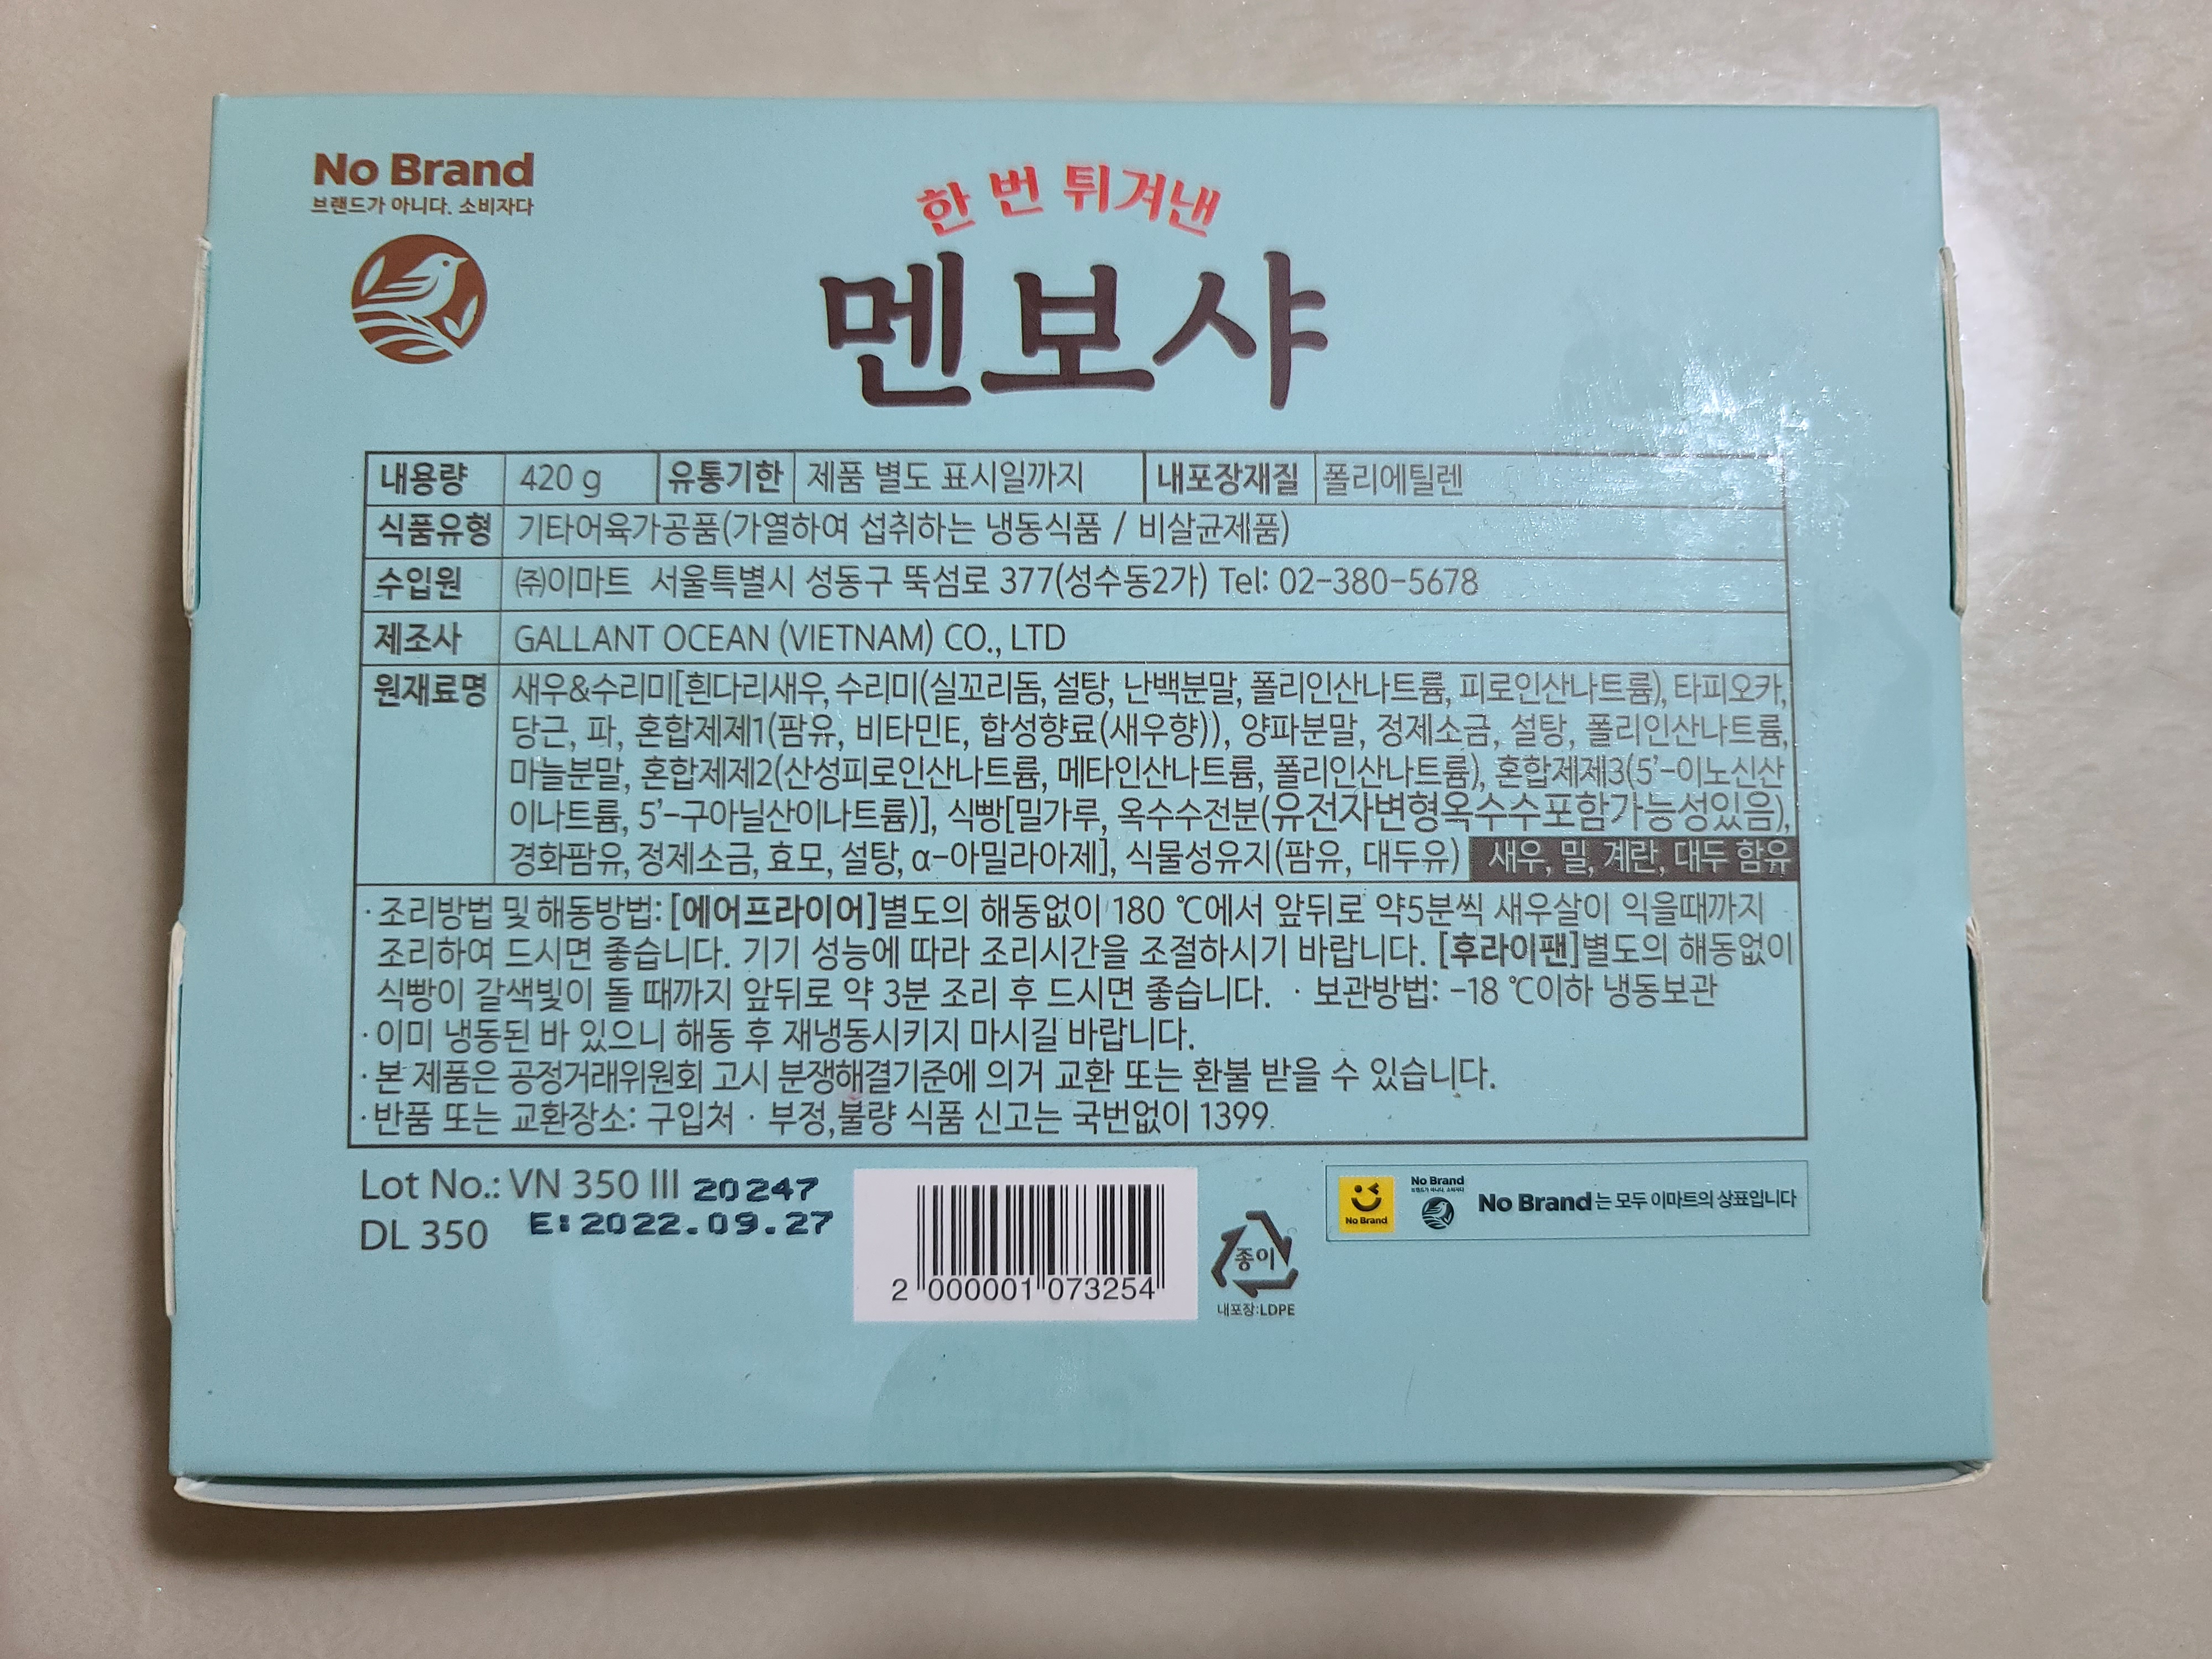 No Brand
브랜드가 아니다. 소비자다
한 번 튀겨낸
멘보샤
내용량 420 g 유통기한 제품 별도 표시일까지 내포장재질 폴리에틸렌
식품유형 기타어육가공품(가열하여 섭취하는 냉동식품 / 비살균제품)
수입원 ㈜이마트 서울특별시 성동구 뚝섬로 377(성수동2가) Tel: 02-380-5678
제조사 GALLANT OCEAN (VIETNAM) CO., LTD
원재료명 새우&수리미[흰다리새우, 수리미(실꼬리돔, 설탕, 난백분말, 폴리인산나트륨, 피로인산나트륨), 타피오카,
당근, 파, 혼합제제1(팜유, 비타민E, 합성향료(새우향)), 양파분말, 정제소금, 설탕, 폴리인산나트륨,
마늘분말, 혼합제제2(산성피로인산나트륨, 메타인산나트륨, 폴리인산나트륨), 혼합제제3(5’-이노신산
이나트륨, 5’-구아닐산이나트륨)], 식빵[밀가루, 옥수수전분(유전자변형옥수수포함가능성있음),
경화팜유, 정제소금, 효모, 설탕, α-아밀라아제], 식물성유지(팜유, 대두유) 새우, 밀, 계란, 대두 함유
· 조리방법 및 해동방법: [에어프라이어]별도의 해동없이 180 ℃에서 앞뒤로 약5분씩 새우살이 익을때까지
조리하여 드시면 좋습니다. 기기 성능에 따라 조리시간을 조절하시기 바랍니다. [후라이팬]별도의 해동없이
식빵이 갈색빛이 돌 때까지 앞뒤로 약 3분 조리 후 드시면 좋습니다. · 보관방법: -18 ℃이하 냉동보관
· 이미 냉동된 바 있으니 해동 후 재냉동시키지 마시길 바랍니다.
· 본 제품은 공정거래위원회 고시 분쟁해결기준에 의거 교환 또는 환불 받을 수 있습니다.
· 반품 또는 교환장소: 구입처 · 부정,불량 식품 신고는 국번없이 1399.
Lot No.: VN 350 III 20247
DL 350 E: 2022.09.27
2 000001 073254
종이
내포장:LDPE
No Brand
No Brand
브랜드가 아니다. 소비자다
No Brand는 모두 이마트의 상표입니다